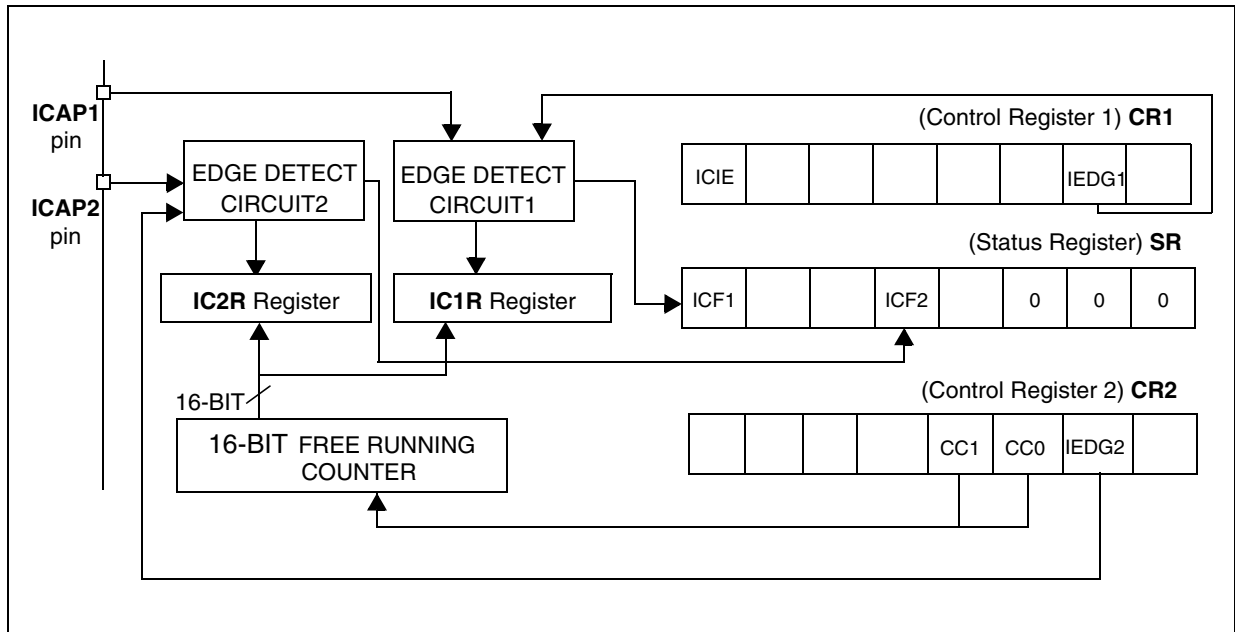 ICAP1
pin
ICAP2
pin
EDGE DETECT
CIRCUIT2
EDGE DETECT
CIRCUIT1
IC2R Register
IC1R Register
16-BIT
16-BIT FREE RUNNING
COUNTER
(Control Register 1) CR1
ICIE
IEDG1
(Status Register) SR
ICF1
ICF2
0
0
0
(Control Register 2) CR2
CC1
CC0
IEDG2